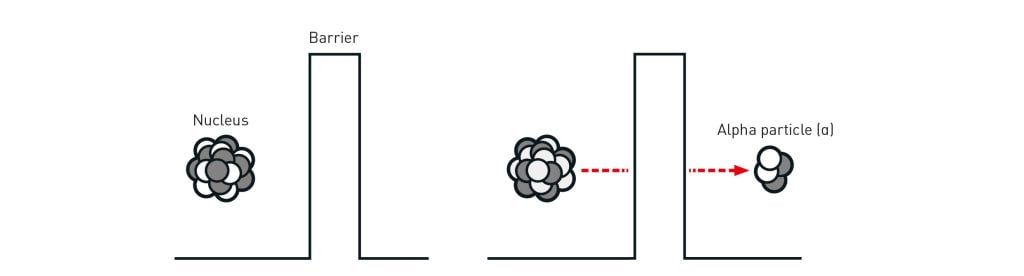 Barrier
Nucleus
Alpha particle (α)